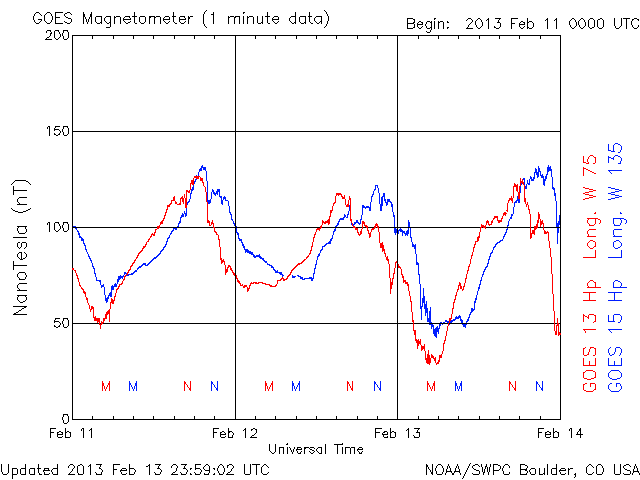 GOES Magnetometer (1 minute data)
Begin: 2013 Feb 11 0000 UTC
200
150
100
50
0
NanoTesla (nT)
M M N N M M N N M M N N
Feb 11 Feb 12 Feb 13 Feb 14
Universal Time
GOES 13 Hp Long. W 75
GOES 15 Hp Long. W 135
Updated 2013 Feb 13 23:59:02 UTC
NOAA/SWPC Boulder, CO USA